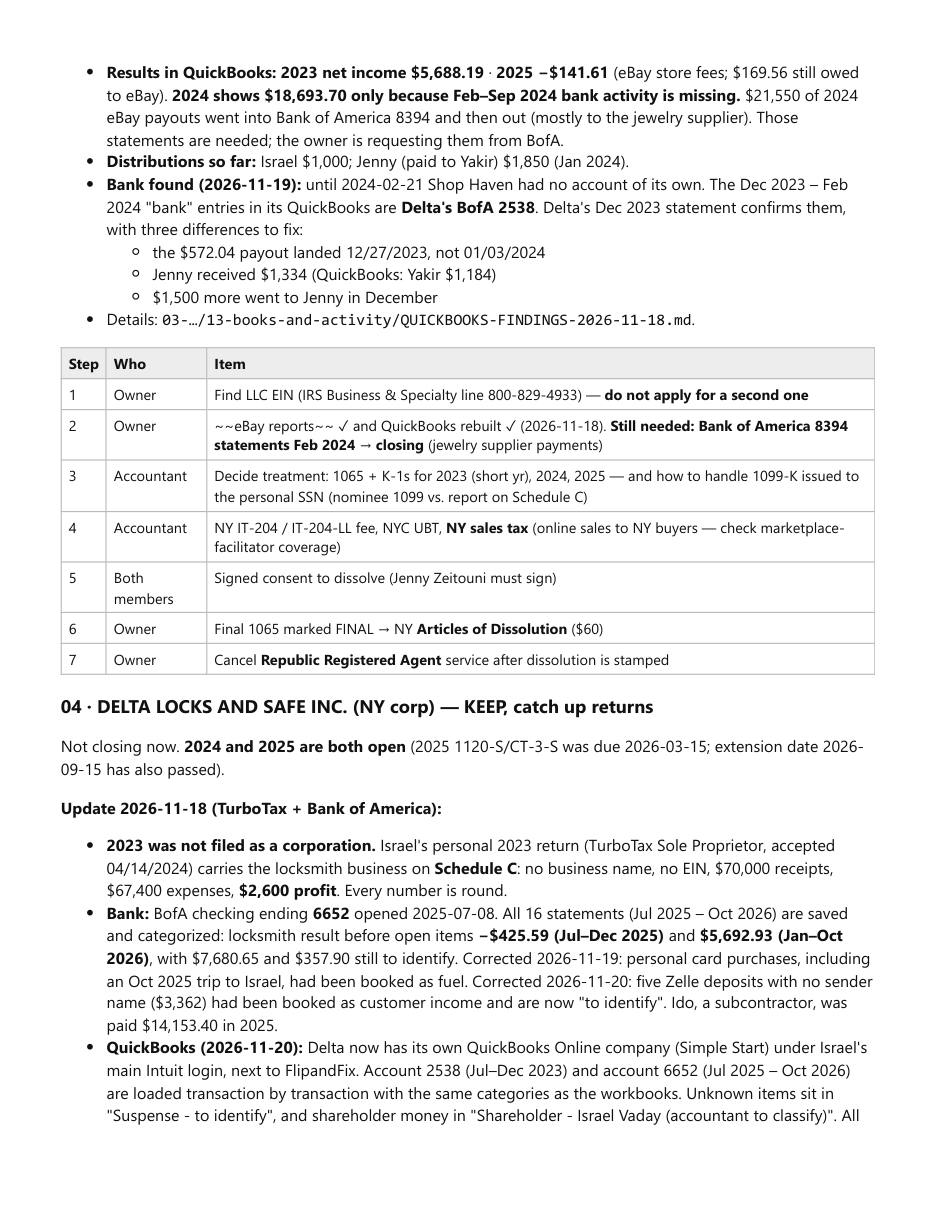 • Results in QuickBooks: 2023 net income $5,688.19 · 2025 −$141.61 (eBay store fees; $169.56 still owed
to eBay). 2024 shows $18,693.70 only because Feb–Sep 2024 bank activity is missing. $21,550 of 2024
eBay payouts went into Bank of America 8394 and then out (mostly to the jewelry supplier). Those
statements are needed; the owner is requesting them from BofA.
• Distributions so far: Israel $1,000; Jenny (paid to Yakir) $1,850 (Jan 2024).
• Bank found (2026-11-19): until 2024-02-21 Shop Haven had no account of its own. The Dec 2023 – Feb
2024 "bank" entries in its QuickBooks are Delta's BofA 2538. Delta's Dec 2023 statement confirms them,
with three differences to fix:
◦ the $572.04 payout landed 12/27/2023, not 01/03/2024
◦ Jenny received $1,334 (QuickBooks: Yakir $1,184)
◦ $1,500 more went to Jenny in December
• Details: 03-…/13-books-and-activity/QUICKBOOKS-FINDINGS-2026-11-18.md.
Step Who Item
1 Owner Find LLC EIN (IRS Business & Specialty line 800-829-4933) — do not apply for a second one
2 Owner ~~eBay reports~~ ✓ and QuickBooks rebuilt ✓ (2026-11-18). Still needed: Bank of America 8394
statements Feb 2024 → closing (jewelry supplier payments)
3 Accountant Decide treatment: 1065 + K-1s for 2023 (short yr), 2024, 2025 — and how to handle 1099-K issued to
the personal SSN (nominee 1099 vs. report on Schedule C)
4 Accountant NY IT-204 / IT-204-LL fee, NYC UBT, NY sales tax (online sales to NY buyers — check marketplace-
facilitator coverage)
5 Both Signed consent to dissolve (Jenny Zeitouni must sign)
members
6 Owner Final 1065 marked FINAL → NY Articles of Dissolution ($60)
7 Owner Cancel Republic Registered Agent service after dissolution is stamped
04 · DELTA LOCKS AND SAFE INC. (NY corp) — KEEP, catch up returns
Not closing now. 2024 and 2025 are both open (2025 1120-S/CT-3-S was due 2026-03-15; extension date 2026-
09-15 has also passed).
Update 2026-11-18 (TurboTax + Bank of America):
• 2023 was not filed as a corporation. Israel's personal 2023 return (TurboTax Sole Proprietor, accepted
04/14/2024) carries the locksmith business on Schedule C: no business name, no EIN, $70,000 receipts,
$67,400 expenses, $2,600 profit. Every number is round.
• Bank: BofA checking ending 6652 opened 2025-07-08. All 16 statements (Jul 2025 – Oct 2026) are saved
and categorized: locksmith result before open items −$425.59 (Jul–Dec 2025) and $5,692.93 (Jan–Oct
2026), with $7,680.65 and $357.90 still to identify. Corrected 2026-11-19: personal card purchases, including
an Oct 2025 trip to Israel, had been booked as fuel. Corrected 2026-11-20: five Zelle deposits with no sender
name ($3,362) had been booked as customer income and are now "to identify". Ido, a subcontractor, was
paid $14,153.40 in 2025.
• QuickBooks (2026-11-20): Delta now has its own QuickBooks Online company (Simple Start) under Israel's
main Intuit login, next to FlipandFix. Account 2538 (Jul–Dec 2023) and account 6652 (Jul 2025 – Oct 2026)
are loaded transaction by transaction with the same categories as the workbooks. Unknown items sit in
"Suspense - to identify", and shareholder money in "Shareholder - Israel Vaday (accountant to classify)". All